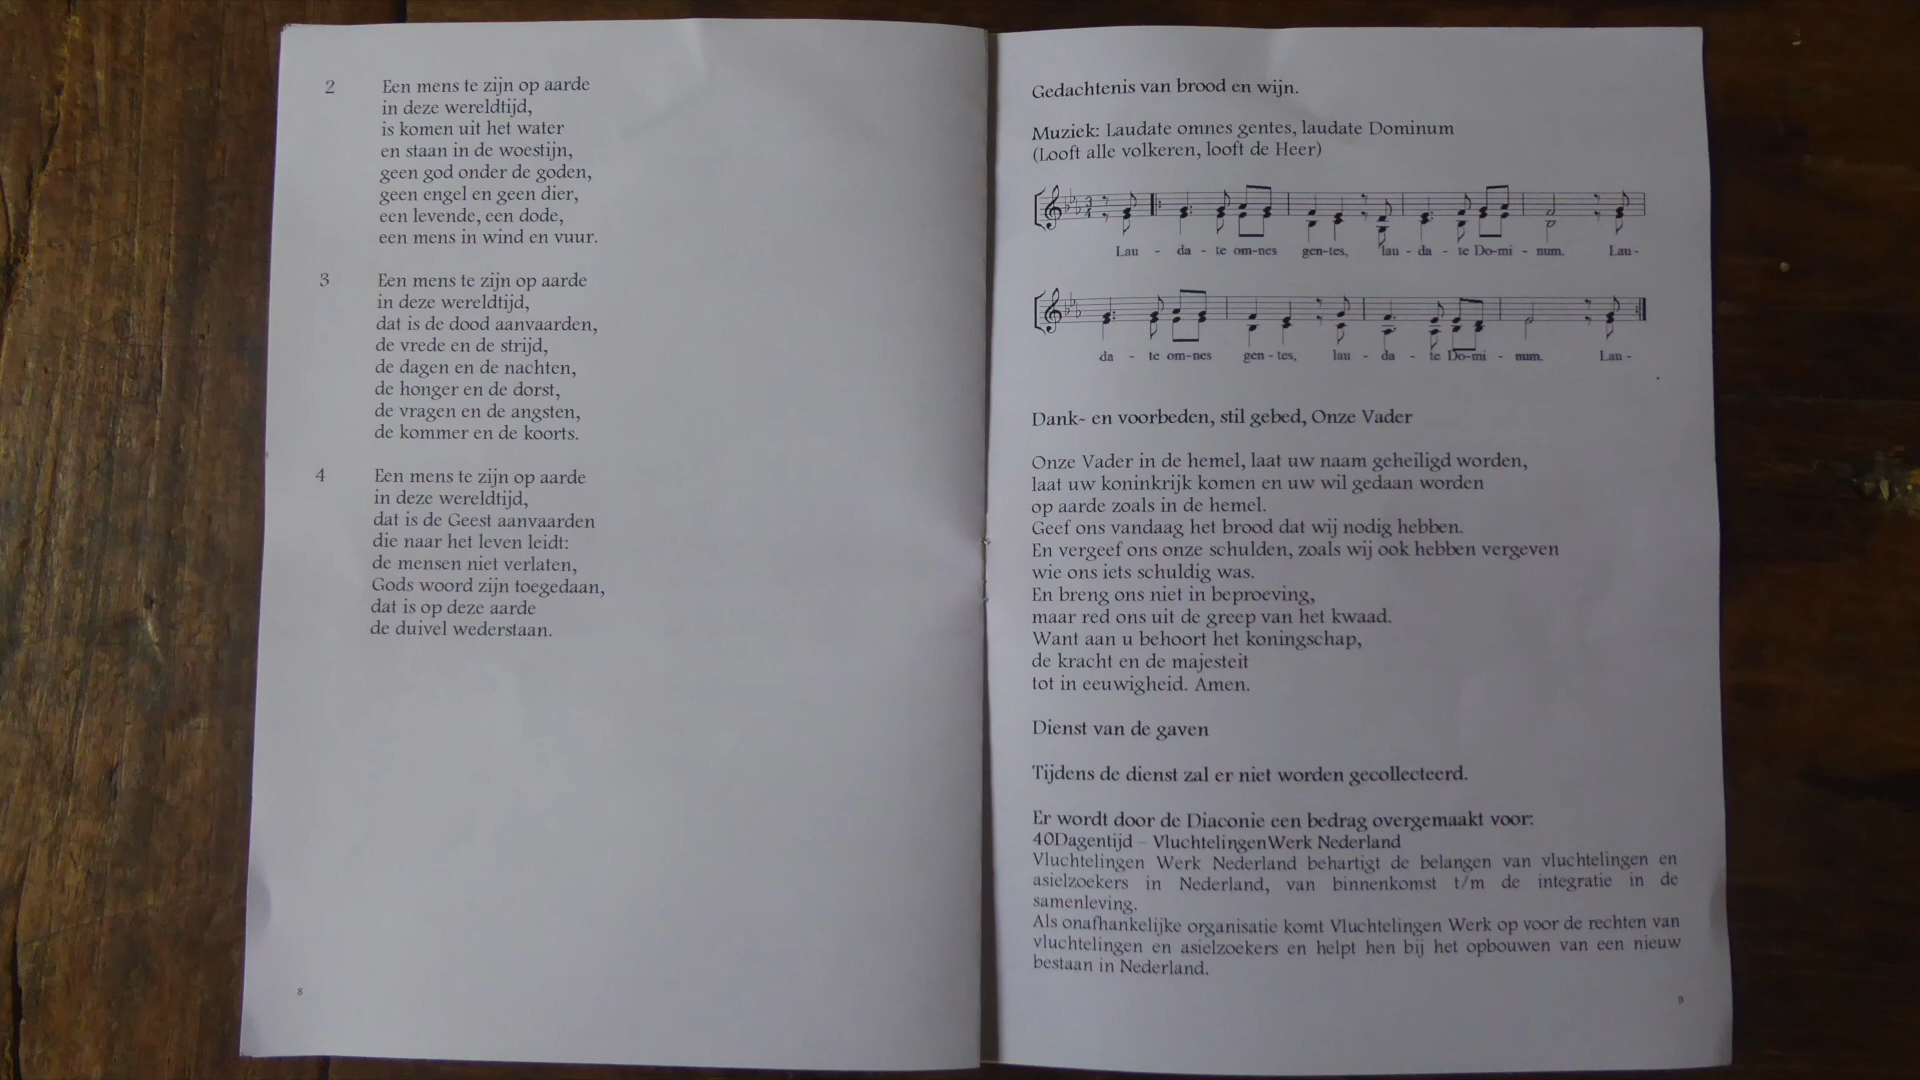 2 Een mens te zijn op aarde
in deze wereldtijd,
is komen uit het water
en staan in de woestijn,
geen god onder de goden,
geen engel en geen dier,
een levende, een dode,
een mens in wind en vuur.
3 Een mens te zijn op aarde
in deze wereldtijd,
dat is de dood aanvaarden,
de vrede en de strijd,
de dagen en de nachten,
de honger en de dorst,
de vragen en de angsten,
de kommer en de koorts.
4 Een mens te zijn op aarde
in deze wereldtijd,
dat is de Geest aanvaarden
die naar het leven leidt:
de mensen niet verlaten,
Gods woord zijn toegedaan,
dat is op deze aarde
de duivel wederstaan.
8
Gedachtenis van brood en wijn.
Muziek: Laudate omnes gentes, laudate Dominum
(Looft alle volkeren, looft de Heer)
3
4
Lau - da - te om-nes gen-tes, lau - da - te Do-mi - num. Lau -
da - te om-nes gen - tes, lau - da - te Do-mi - num. Lau -
Dank- en voorbeden, stil gebed, Onze Vader
Onze Vader in de hemel, laat uw naam geheiligd worden,
laat uw koninkrijk komen en uw wil gedaan worden
op aarde zoals in de hemel.
Geef ons vandaag het brood dat wij nodig hebben.
En vergeef ons onze schulden, zoals wij ook hebben vergeven
wie ons iets schuldig was.
En breng ons niet in beproeving,
maar red ons uit de greep van het kwaad.
Want aan u behoort het koningschap,
de kracht en de majesteit
tot in eeuwigheid. Amen.
Dienst van de gaven
Tijdens de dienst zal er niet worden gecollecteerd.
Er wordt door de Diaconie een bedrag overgemaakt voor:
40Dagentijd – VluchtelingenWerk Nederland
Vluchtelingen Werk Nederland behartigt de belangen van vluchtelingen en
asielzoekers in Nederland, van binnenkomst t/m de integratie in de
samenleving.
Als onafhankelijke organisatie komt Vluchtelingen Werk op voor de rechten van
vluchtelingen en asielzoekers en helpt hen bij het opbouwen van een nieuw
bestaan in Nederland.
9